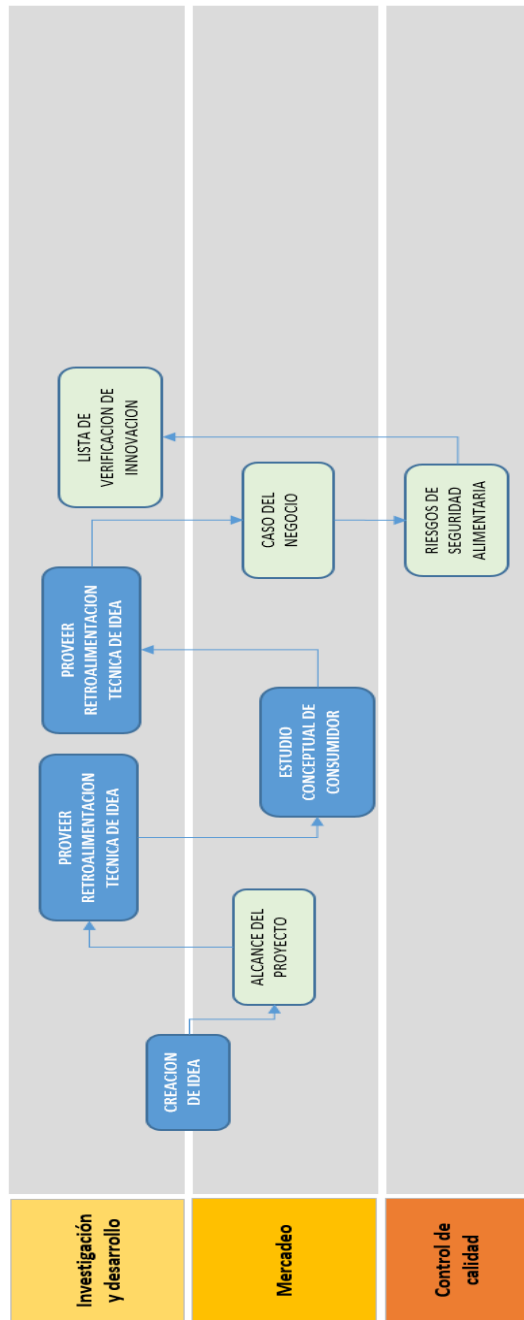 Investigación
y desarrollo
Mercadeo
Control de
calidad
CREACION
DE IDEA
ALCANCE DEL
PROYECTO
PROVEER
RETROALIMENTACION
TECNICA DE IDEA
ESTUDIO
CONCEPTUAL DE
CONSUMIDOR
PROVEER
RETROALIMENTACION
TECNICA DE IDEA
CASO DEL
NEGOCIO
RIESGOS DE
SEGURIDAD
ALIMENTARIA
LISTA DE
VERIFICACION DE
INNOVACION